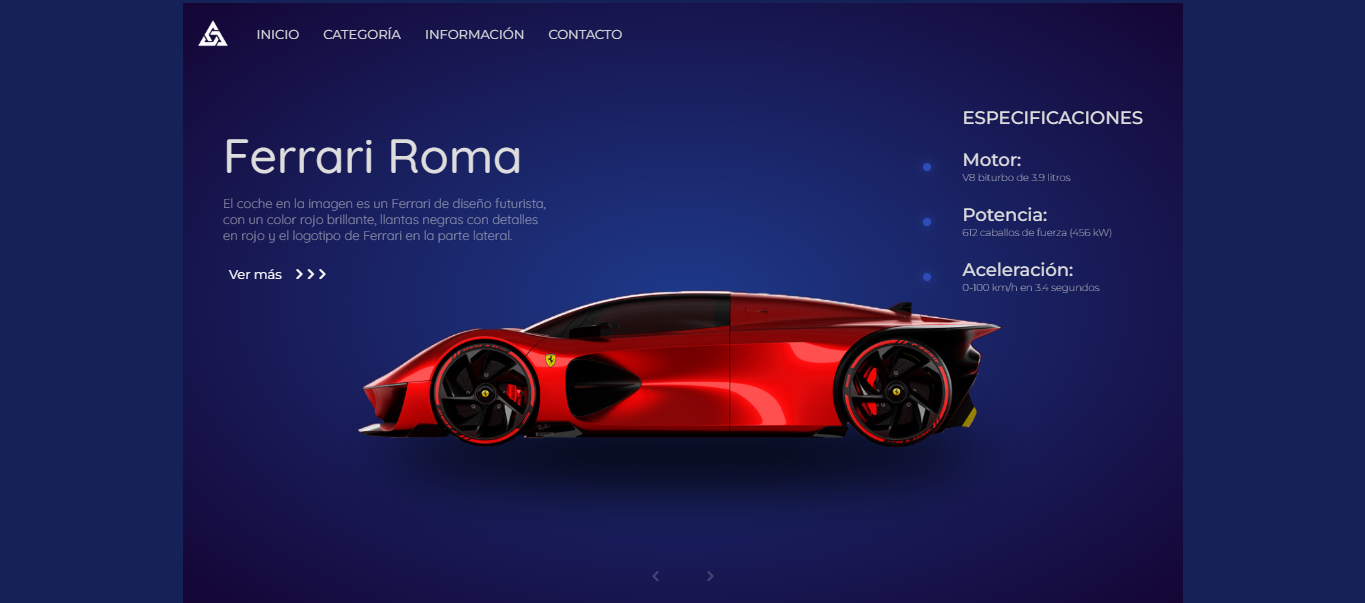 INICIO CATEGORÍA INFORMACIÓN CONTACTO
Ferrari Roma
El coche en la imagen es un Ferrari de diseño futurista,
con un color rojo brillante, llantas negras con detalles
en rojo y el logotipo de Ferrari en la parte lateral.
Ver más
ESPECIFICACIONES
Motor:
V8 biturbo de 3.9 litros
Potencia:
612 caballos de fuerza (456 kW)
Aceleración:
0-100 km/h en 3.4 segundos